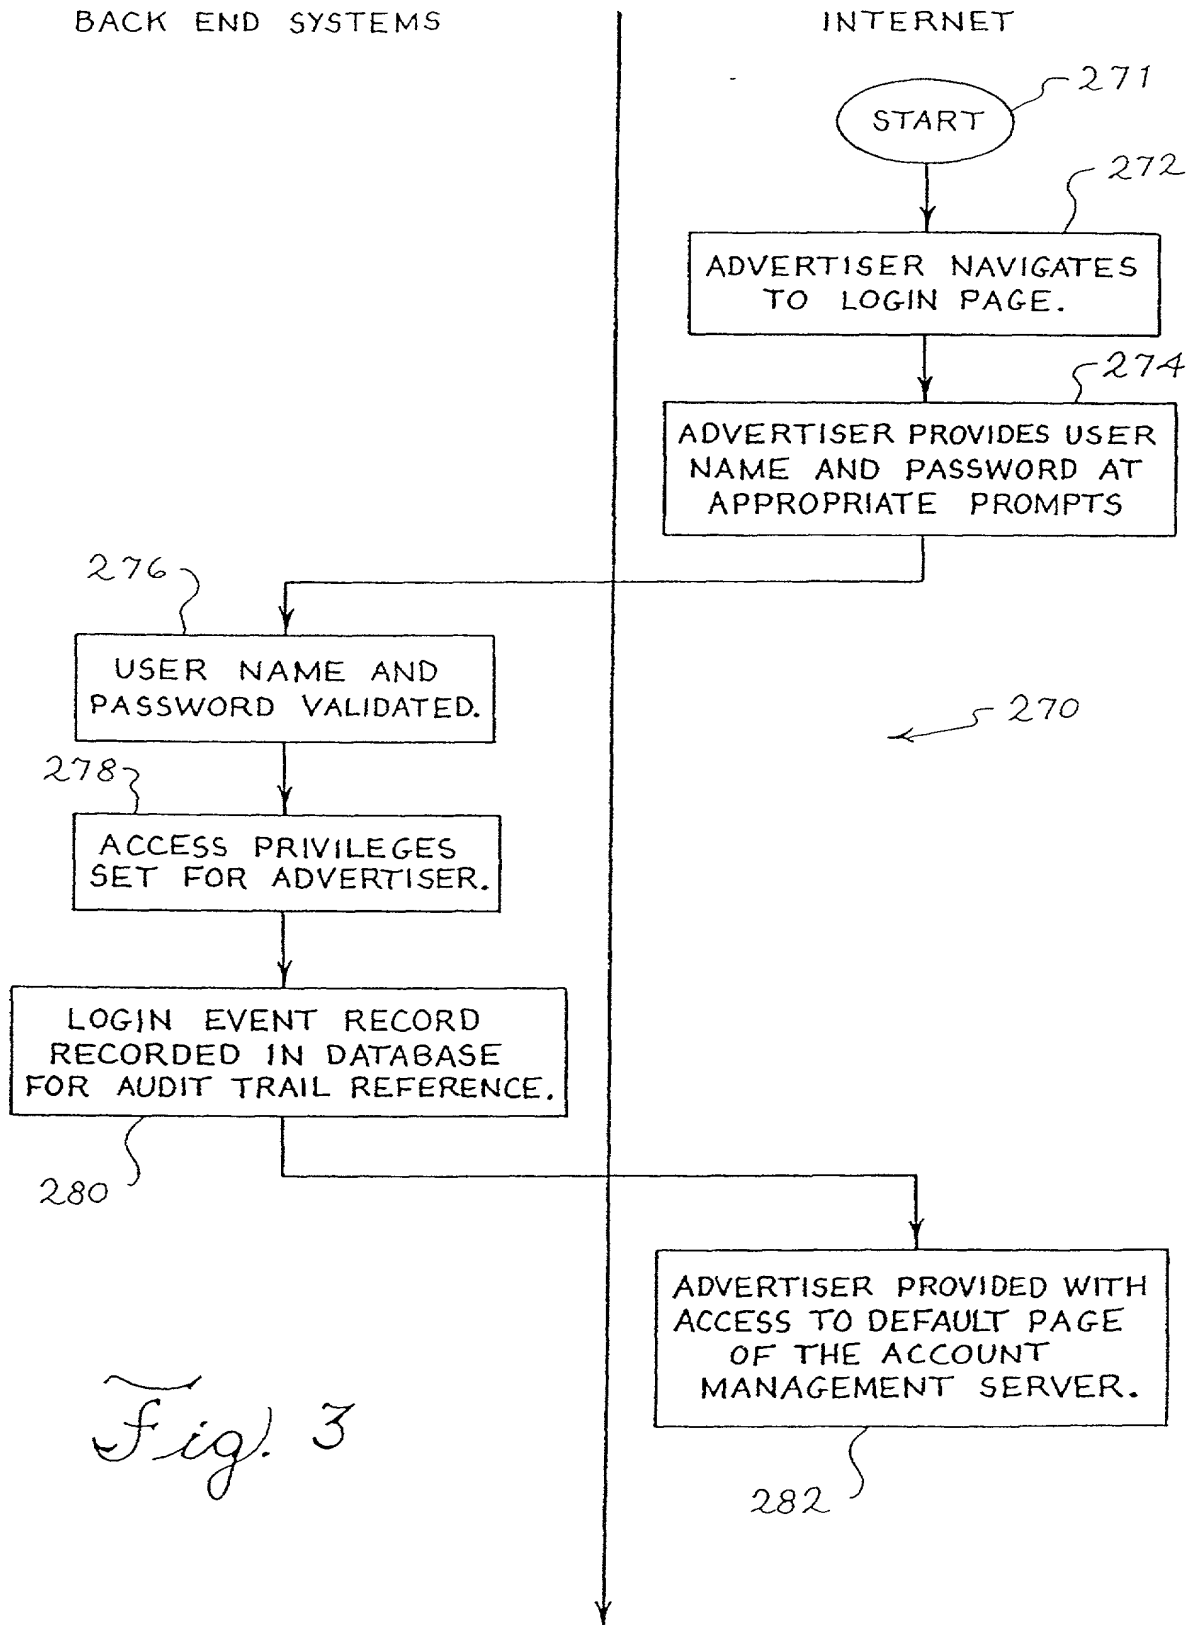 BACK END SYSTEMS
INTERNET
271
START
272
ADVERTISER NAVIGATES
TO LOGIN PAGE.
274
ADVERTISER PROVIDES USER
NAME AND PASSWORD AT
APPROPRIATE PROMPTS
276
USER NAME AND
PASSWORD VALIDATED.
270
278
ACCESS PRIVILEGES
SET FOR ADVERTISER.
LOGIN EVENT RECORD
RECORDED IN DATABASE
FOR AUDIT TRAIL REFERENCE.
280
ADVERTISER PROVIDED WITH
ACCESS TO DEFAULT PAGE
OF THE ACCOUNT
MANAGEMENT SERVER.
282
Fig. 3